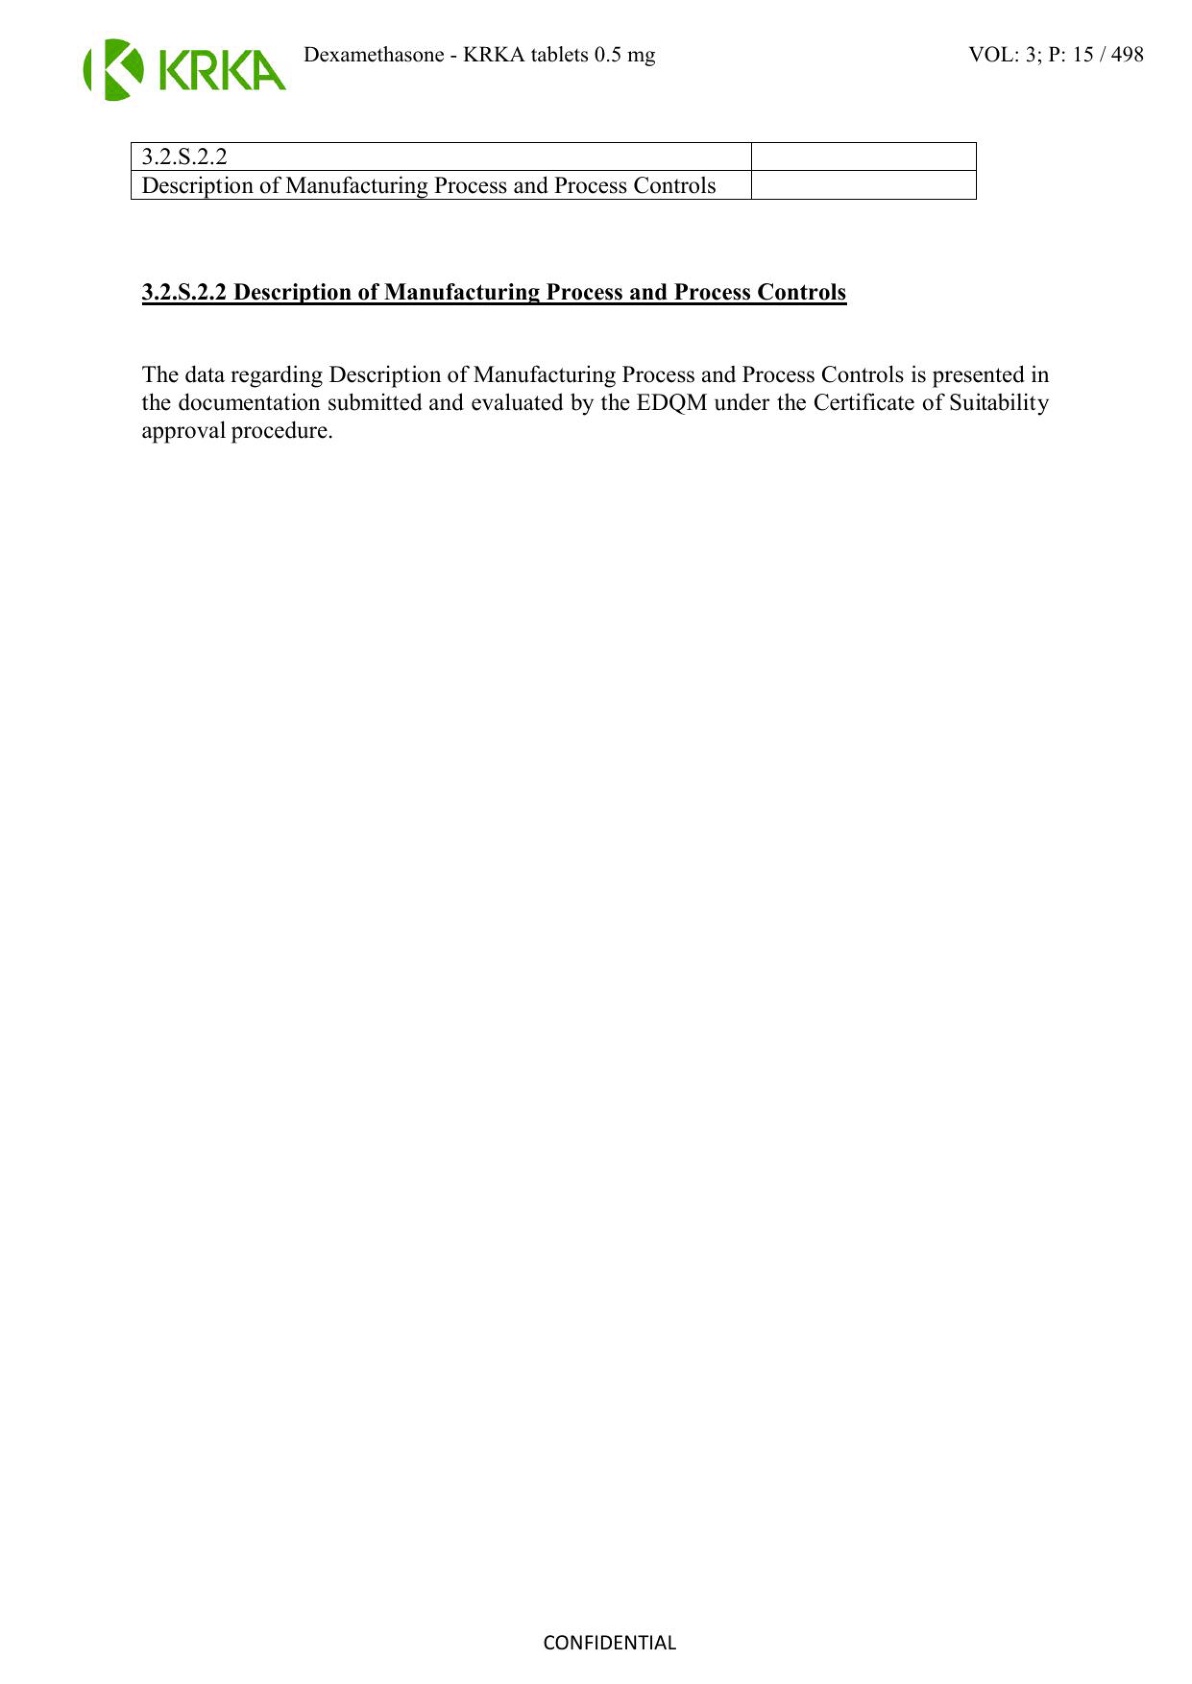 KRKA
Dexamethasone - KRKA tablets 0.5 mg
VOL: 3; P: 15 / 498
3.2.S.2.2
Description of Manufacturing Process and Process Controls
3.2.S.2.2 Description of Manufacturing Process and Process Controls
The data regarding Description of Manufacturing Process and Process Controls is presented in
the documentation submitted and evaluated by the EDQM under the Certificate of Suitability
approval procedure.
CONFIDENTIAL